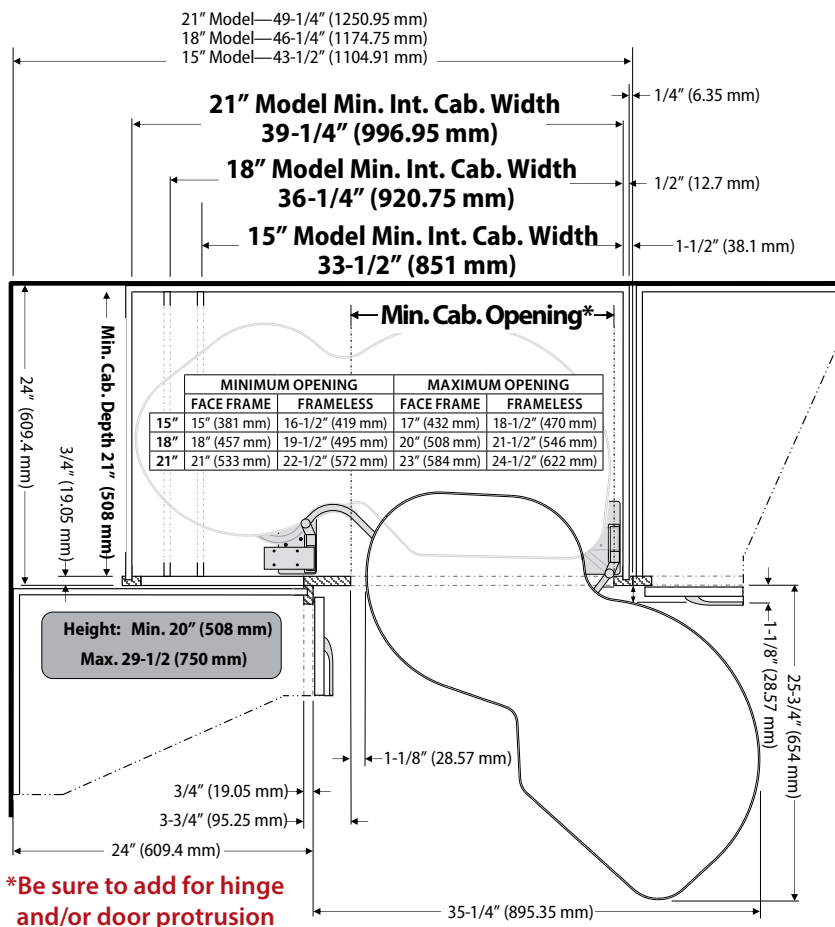 21” Model—49-1/4” (1250.95 mm)
18” Model—46-1/4” (1174.75 mm)
15” Model—43-1/2” (1104.91 mm)
1/4” (6.35 mm)
21” Model Min. Int. Cab. Width
39-1/4” (996.95 mm)
18” Model Min. Int. Cab. Width
36-1/4” (920.75 mm)
1/2” (12.7 mm)
15” Model Min. Int. Cab. Width
33-1/2” (851 mm)
1-1/2” (38.1 mm)
Min. Cab. Opening*
24” (609.4 mm)
3/4” (19.05 mm)
Min. Cab. Depth 21” (508 mm)
MINIMUM OPENING MAXIMUM OPENING
FACE FRAME FRAMELESS FACE FRAME FRAMELESS
15” 15” (381 mm) 16-1/2” (419 mm) 17” (432 mm) 18-1/2” (470 mm)
18” 18” (457 mm) 19-1/2” (495 mm) 20” (508 mm) 21-1/2” (546 mm)
21” 21” (533 mm) 22-1/2” (572 mm) 23” (584 mm) 24-1/2” (622 mm)
Height: Min. 20” (508 mm)
Max. 29-1/2 (750 mm)
1-1/8” (28.57 mm)
25-3/4” (654 mm)
1-1/8” (28.57 mm)
3/4” (19.05 mm)
3-3/4” (95.25 mm)
24” (609.4 mm)
35-1/4” (895.35 mm)
*Be sure to add for hinge
and/or door protrusion